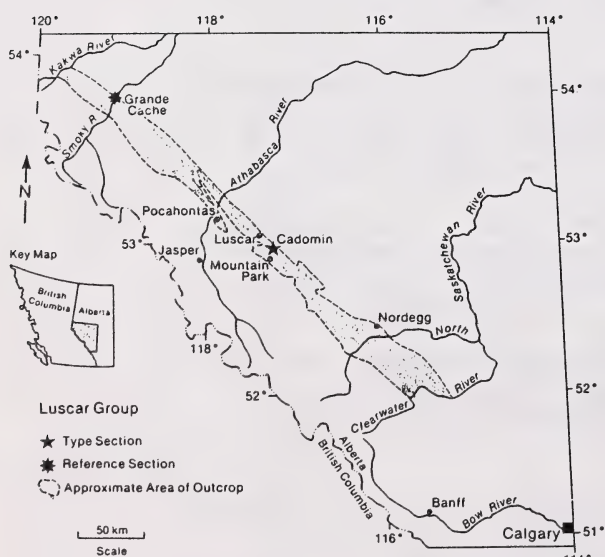 120 ° 118° 116° 114°
54°
Kakwa River
Grande
Cache
54°
Smoky R
River
Athabasca
N
River
Saskatchewan
Pocahontas
53°
Luscar
Cadomin
53°
Jasper
Mountain
Park
Key Map
British
Columbia
Alberta
Nordegg
North
118°
52°
52°
River
Clearwater
Luscar Group
Type Section
Reference Section
Approximate Area of Outcrop
Alberta
British Columbia
Banff
Bow River
50 km
Scale
116°
Calgary
51°